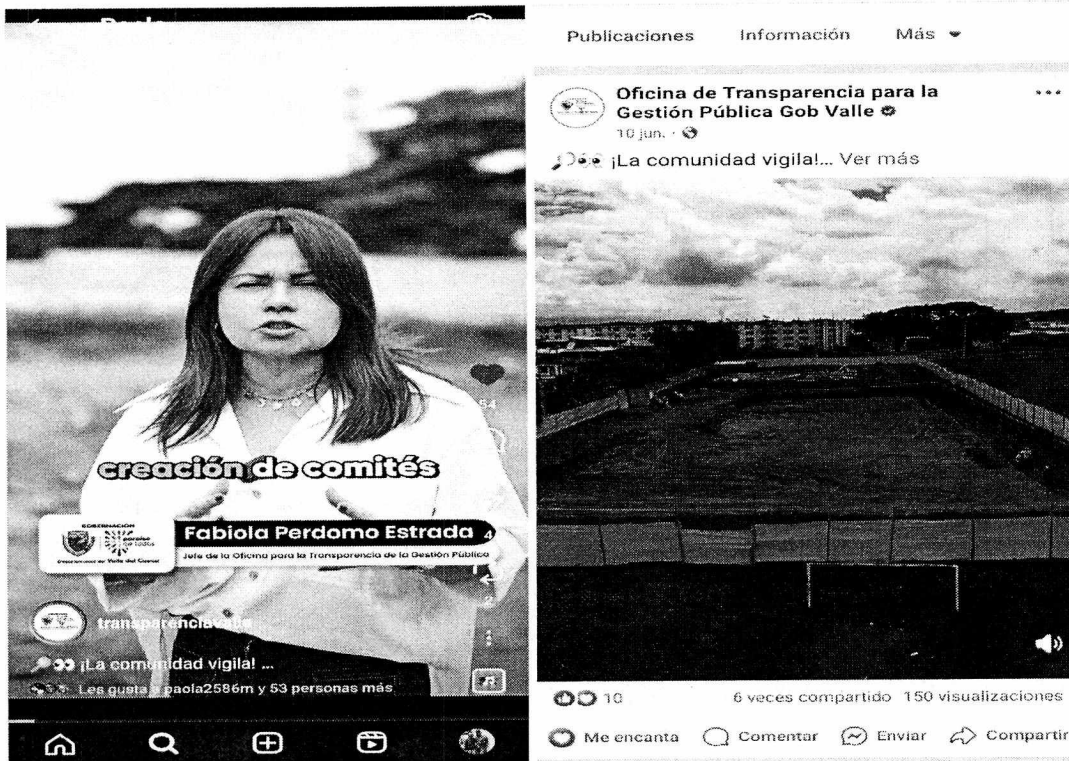 creación de comités
GOBERNACIÓN
Fabiola Perdomo Estrada
Jefe de la Oficina para la Transparencia de la Gestión Pública
transparenciavalle
¡La comunidad vigila! ...
Les gusta a paola2586m y 53 personas más
Publicaciones Información Más
Oficina de Transparencia para la
Gestión Pública Gob Valle
10 jun.
¡La comunidad vigila!... Ver más
10 6 veces compartido 150 visualizaciones
Me encanta Comentar Enviar Compartir